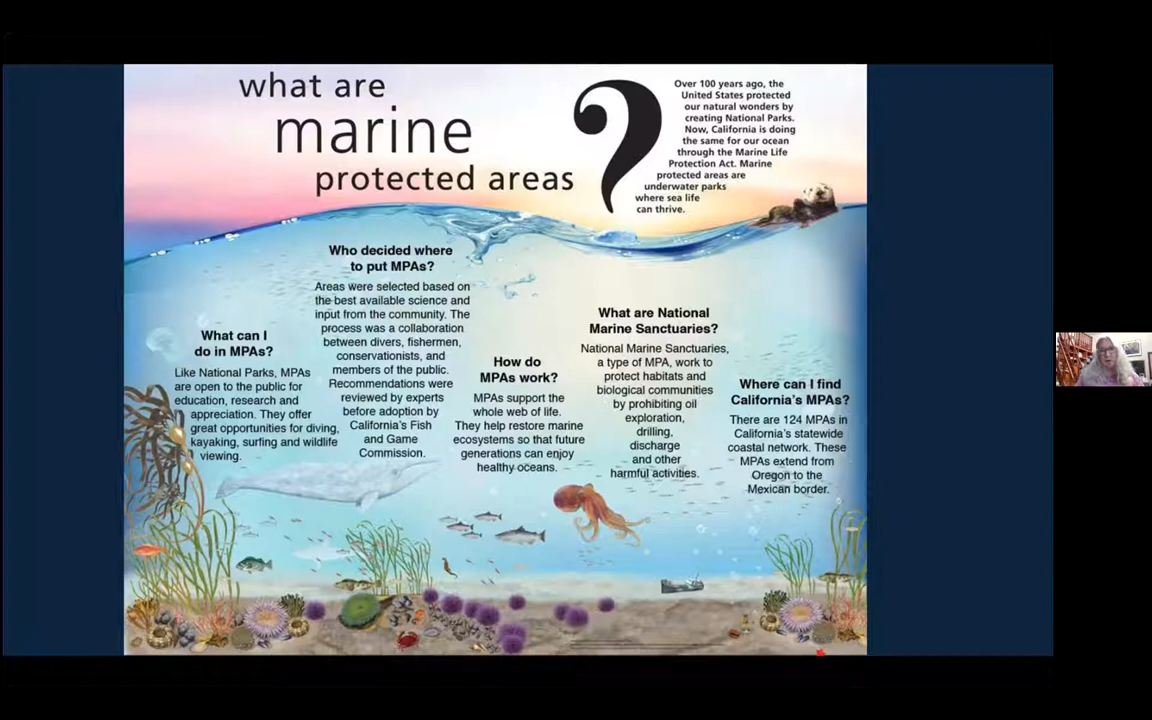 what are
marine
protected areas
?
Over 100 years ago, the
United States protected
our natural wonders by
creating National Parks.
Now, California is doing
the same for our ocean
through the Marine Life
Protection Act. Marine
protected areas are
underwater parks
where sea life
can thrive.
What can I
do in MPAs?
Like National Parks, MPAs
are open to the public for
education, research and
appreciation. They offer
great opportunities for diving,
kayaking, surfing and wildlife
viewing.
Who decided where
to put MPAs?
Areas were selected based on
the best available science and
input from the community. The
process was a collaboration
between divers, fishermen,
conservationists, and
members of the public.
Recommendations were
reviewed by experts
before adoption by
California's Fish
and Game
Commission.
How do
MPAs work?
MPAs support the
whole web of life.
They help restore marine
ecosystems so that future
generations can enjoy
healthy oceans.
What are National
Marine Sanctuaries?
National Marine Sanctuaries,
a type of MPA, work to
protect habitats and
biological communities
by prohibiting oil
exploration,
drilling,
discharge
and other
harmful activities.
Where can I find
California's MPAs?
There are 124 MPAs in
California's statewide
coastal network. These
MPAs extend from
Oregon to the
Mexican border.